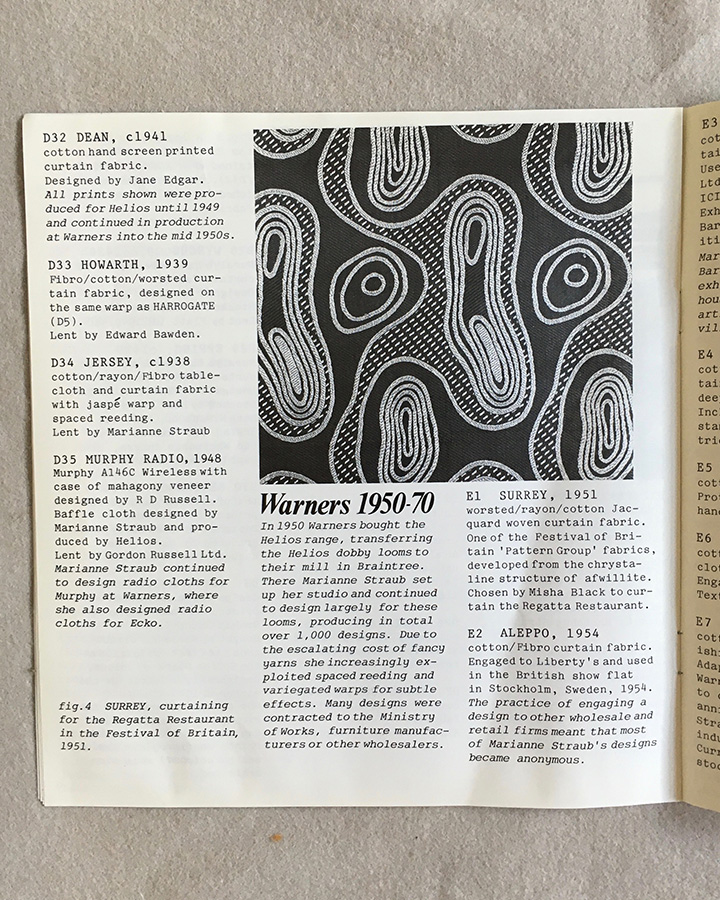 D32 DEAN, c1941
cotton hand screen printed
curtain fabric.
Designed by Jane Edgar.
All prints shown were pro-
duced for Helios until 1949
and continued in production
at Warners into the mid 1950s.
D33 HOWARTH, 1939
Fibro/cotton/worsted cur-
tain fabric, designed on
the same warp as HARROGATE
(D5).
Lent by Edward Bawden.
D34 JERSEY, c1938
cotton/rayon/Fibro table-
cloth and curtain fabric
with jaspé warp and
spaced reeding.
Lent by Marianne Straub
D35 MURPHY RADIO, 1948
Murphy A146C Wireless with
case of mahagony veneer
designed by R D Russell.
Baffle cloth designed by
Marianne Straub and pro-
duced by Helios.
Lent by Gordon Russell Ltd.
Marianne Straub continued
to design radio cloths for
Murphy at Warners, where
she also designed radio
cloths for Ecko.
fig.4 SURREY, curtaining
for the Regatta Restaurant
in the Festival of Britain,
1951.
Warners 1950-70
In 1950 Warners bought the
Helios range, transferring
the Helios dobby looms to
their mill in Braintree.
There Marianne Straub set
up her studio and continued
to design largely for these
looms, producing in total
over 1,000 designs. Due to
the escalating cost of fancy
yarns she increasingly ex-
ploited spaced reeding and
variegated warps for subtle
effects. Many designs were
contracted to the Ministry
of Works, furniture manufac-
turers or other wholesalers.
E1 SURREY, 1951
worsted/rayon/cotton Jac-
quard woven curtain fabric.
One of the Festival of Bri-
tain 'Pattern Group' fabrics,
developed from the chrysta-
line structure of afwillite.
Chosen by Misha Black to cur-
tain the Regatta Restaurant.
E2 ALEPPO, 1954
cotton/Fibro curtain fabric.
Engaged to Liberty's and used
in the British show flat
in Stockholm, Sweden, 1954.
The practice of engaging a
design to other wholesale and
retail firms meant that most
of Marianne Straub's designs
became anonymous.
E3
E4
E5
E6
E7